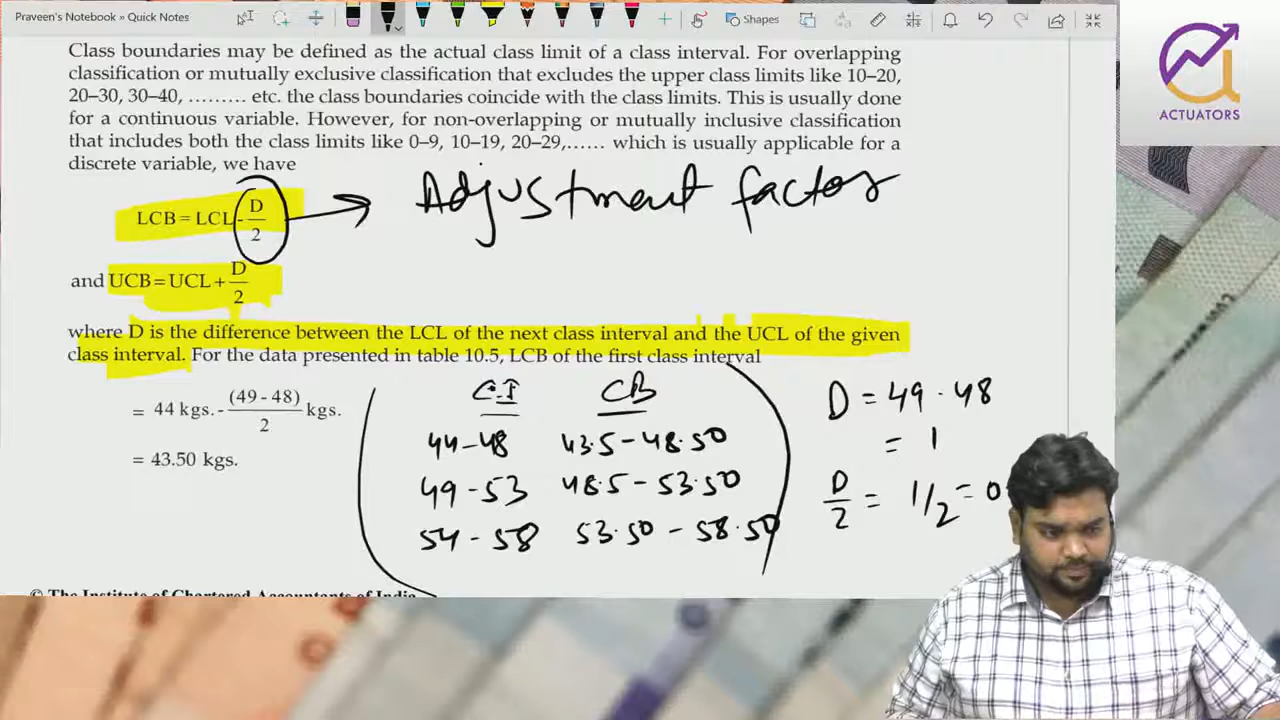 Praveen's Notebook » Quick Notes
Shapes
ACTUATORS
Class boundaries may be defined as the actual class limit of a class interval. For overlapping
classification or mutually exclusive classification that excludes the upper class limits like 10–20,
20–30, 30–40, ……… etc. the class boundaries coincide with the class limits. This is usually done
for a continuous variable. However, for non-overlapping or mutually inclusive classification
that includes both the class limits like 0–9, 10–19, 20–29,…… which is usually applicable for a
discrete variable, we have
Adjustment factor
LCB = LCL - D/2
and UCB = UCL + D/2
where D is the difference between the LCL of the next class interval and the UCL of the given
class interval. For the data presented in table 10.5, LCB of the first class interval
= 44 kgs. - (49 - 48)/2 kgs.
= 43.50 kgs.
C.I CB
44-48 43.5-48.50
49-53 48.5-53.50
54-58 53.50-58.50
D = 49-48
= 1
D/2 = 1/2 = 0
© The Institute of Chartered Accountants of India